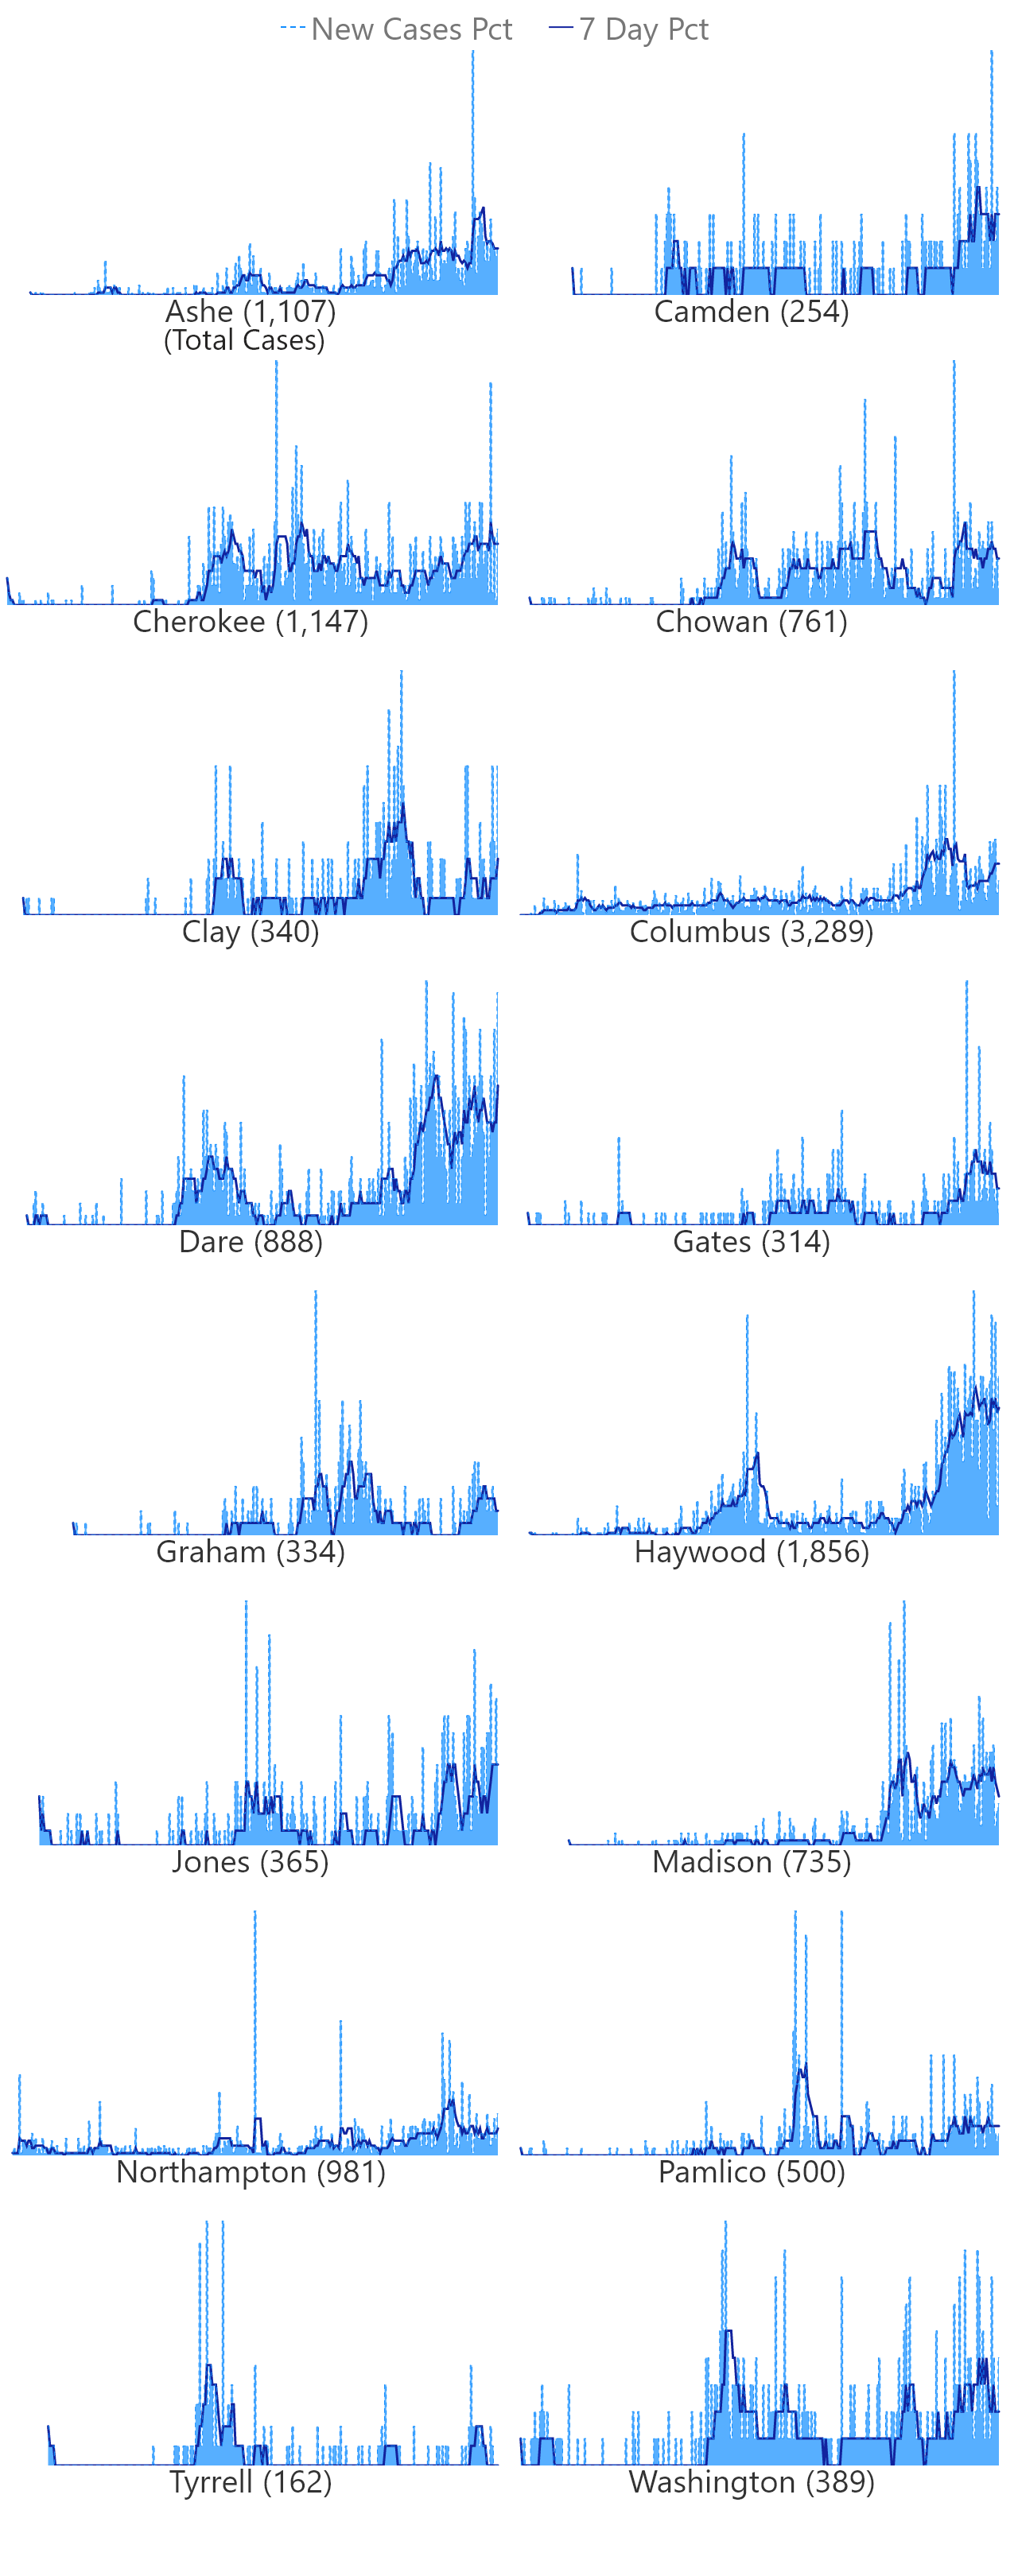 New Cases Pct 7 Day Pct
Ashe (1,107) Camden (254)
(Total Cases)
Cherokee (1,147) Chowan (761)
Clay (340) Columbus (3,289)
Dare (888) Gates (314)
Graham (334) Haywood (1,856)
Jones (365) Madison (735)
Northampton (981) Pamlico (500)
Tyrrell (162) Washington (389)